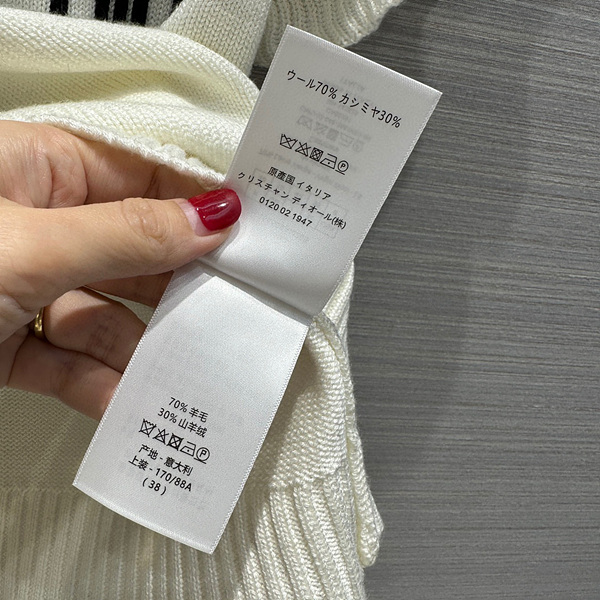 ウール70% カシミヤ30%
原産国 イタリア
クリスチャン ディオール(株)
0120 02 1947
70% 羊毛
30% 山羊绒
产地 - 意大利
上装 - 170/88A
( 38 )